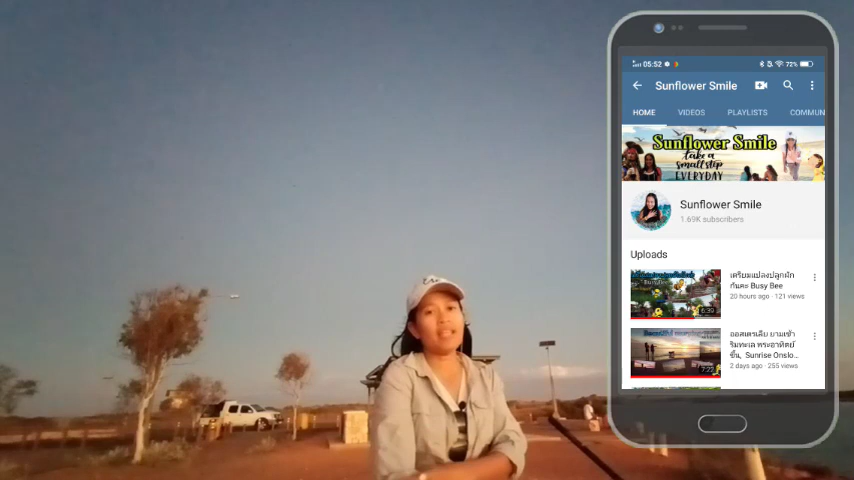 05:52
72%
Sunflower Smile
HOME VIDEOS PLAYLISTS COMMUN
Sunflower Smile
take a
small step
EVERYDAY
Sunflower Smile
1.69K subscribers
Uploads
เตรียมแปลงปลูกผัก
กันคะ Busy Bee
20 hours ago · 121 views
6:39
ออสเตรเลีย ยามเช้า
ริมทะเล พระอาทิตย์
ขึ้น, Sunrise Onslo...
2 days ago · 255 views
7:22